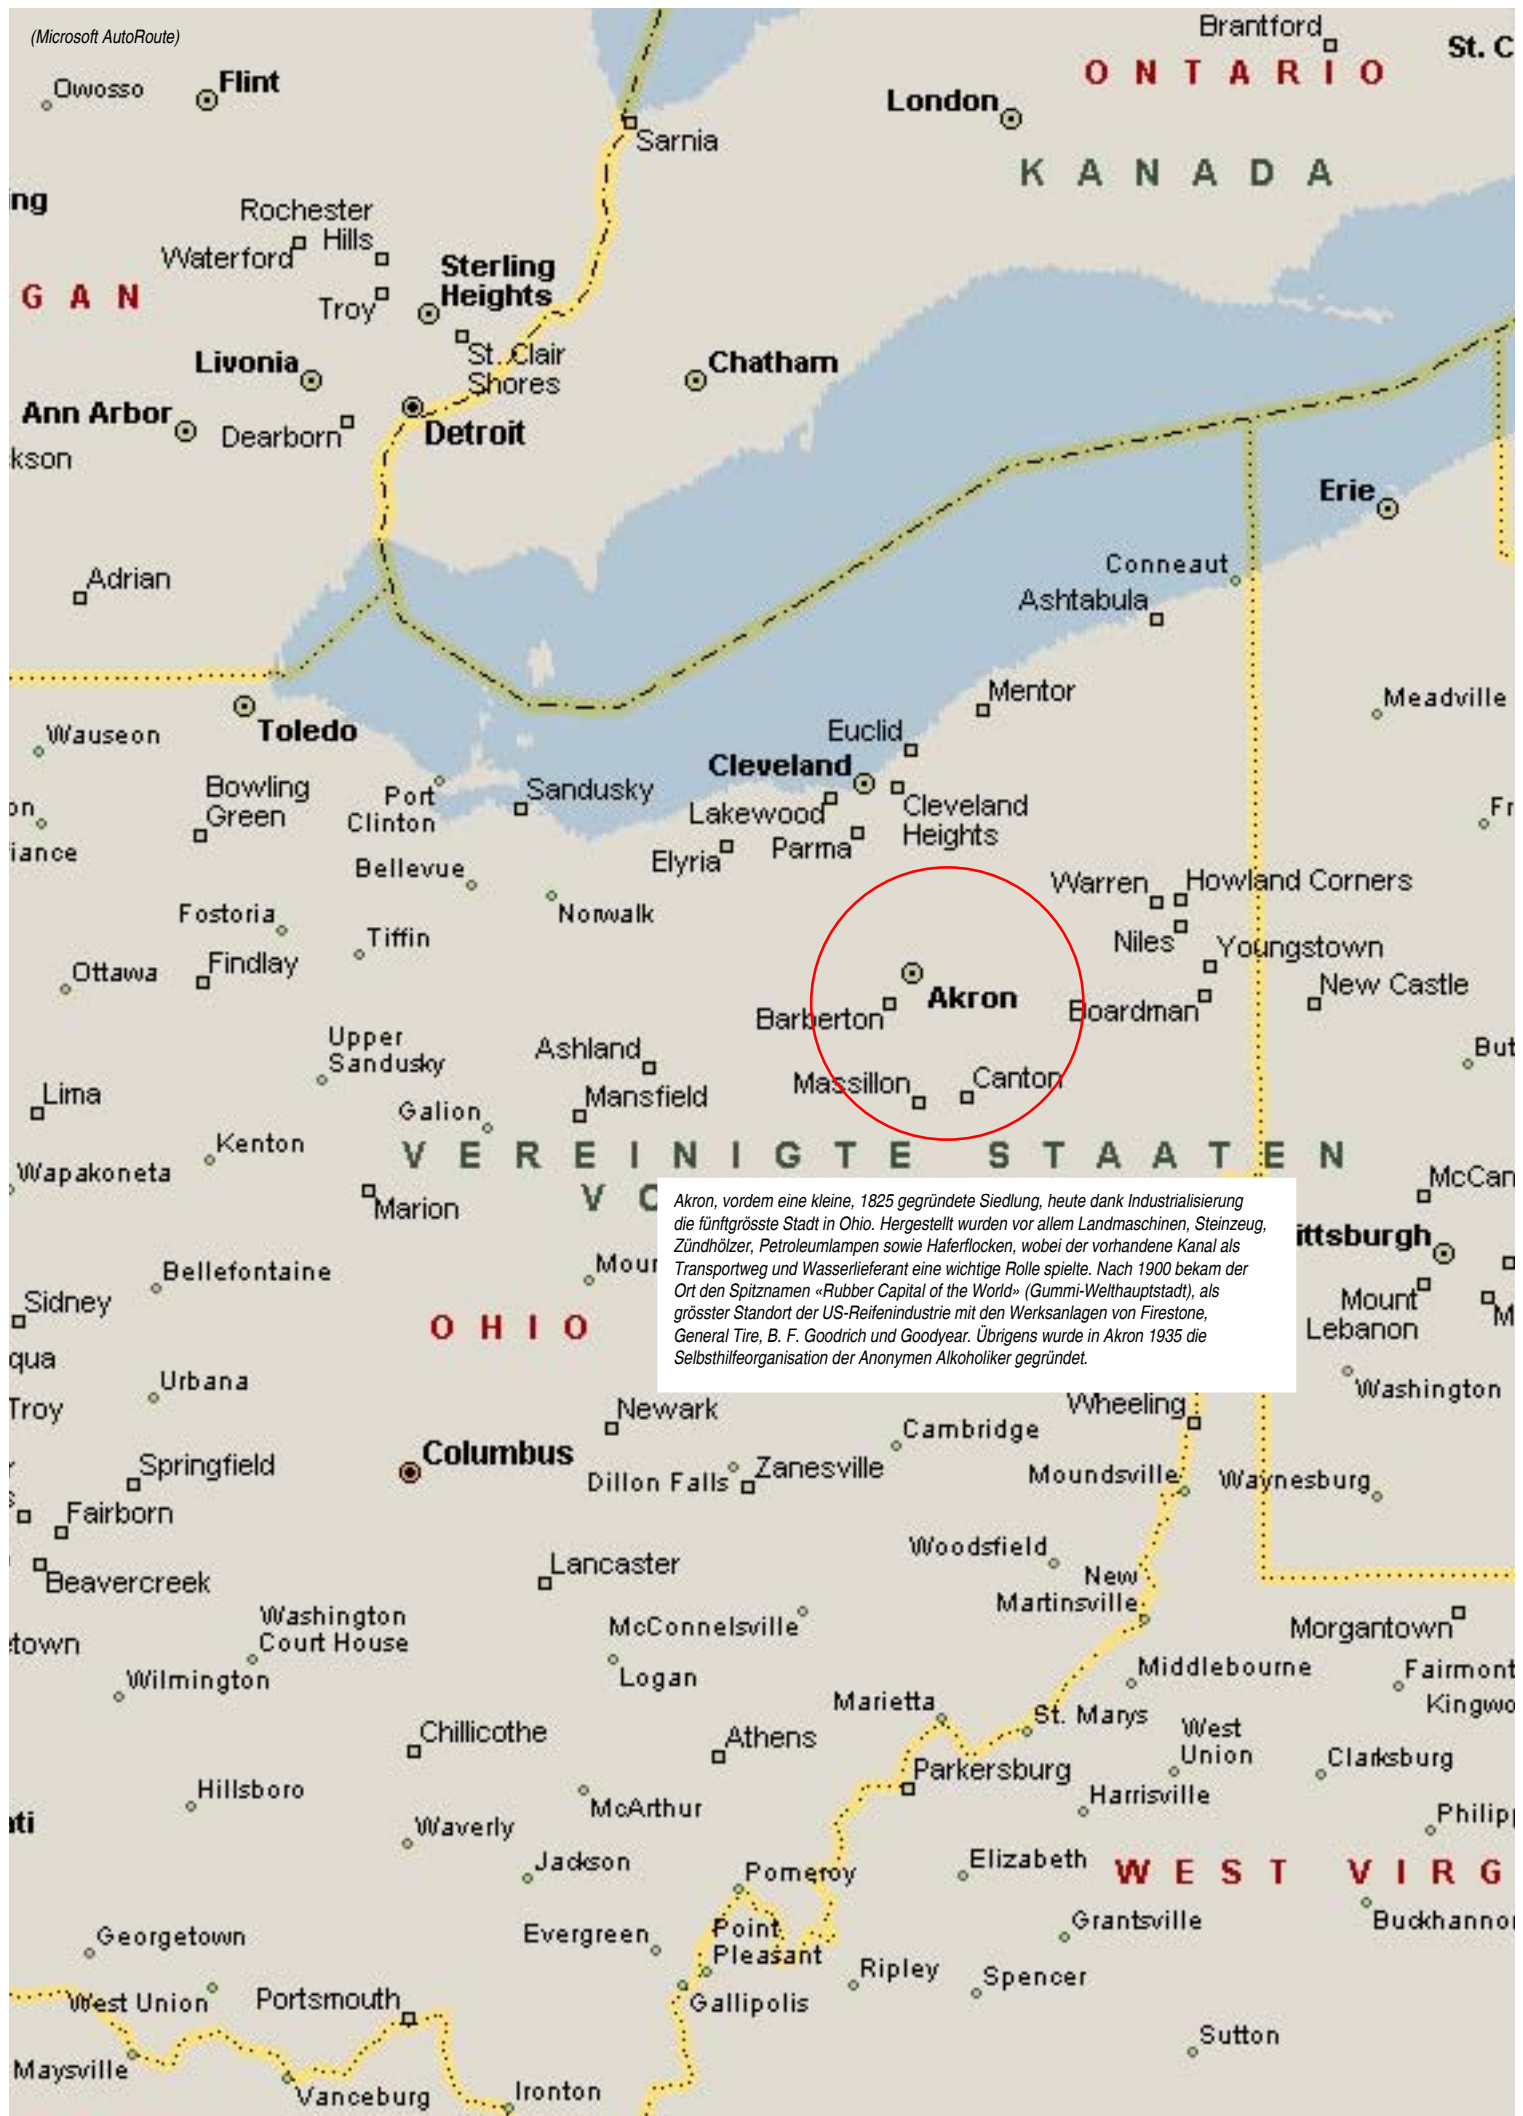 (Microsoft AutoRoute)
Brantford
St. C
ONTARIO
Owosso
Flint
London
Sarnia
KANADA
ng
Rochester
Hills
Waterford
Sterling
Heights
GAN
Troy
St. Clair
Shores
Livonia
Chatham
Ann Arbor
Dearborn
Detroit
kson
Erie
Conneaut
Adrian
Ashtabula
Mentor
Meadville
Wauseon
Toledo
Euclid
Cleveland
Bowling
Green
Port
Clinton
Sandusky
Lakewood
Cleveland
Heights
on
Fr
iance
Elyria
Parma
Bellevue
Warren
Howland Corners
Fostoria
Norwalk
Tiffin
Niles
Youngstown
Ottawa
Findlay
New Castle
Akron
Barberton
Boardman
Upper
Sandusky
Ashland
But
Lima
Massillon
Canton
Mansfield
Galion
Kenton
VEREINIGTE STAATEN
Wapakoneta
McCan
Marion
V
Akron, vordem eine kleine, 1825 gegründete Siedlung, heute dank Industrialisierung
die fünftgrösste Stadt in Ohio. Hergestellt wurden vor allem Landmaschinen, Steinzeug,
Zündhölzer, Petroleumlampen sowie Haferflocken, wobei der vorhandene Kanal als
Transportweg und Wasserlieferant eine wichtige Rolle spielte. Nach 1900 bekam der
Ort den Spitznamen «Rubber Capital of the World» (Gummi-Welthauptstadt), als
grösster Standort der US-Reifenindustrie mit den Werksanlagen von Firestone,
General Tire, B. F. Goodrich und Goodyear. Übrigens wurde in Akron 1935 die
Selbsthilfeorganisation der Anonymen Alkoholiker gegründet.
ittsburgh
Moun
Bellefontaine
Sidney
Mount
Lebanon
M
OHIO
qua
Urbana
Washington
Troy
Newark
Wheeling
Cambridge
Columbus
Springfield
Dillon Falls
Zanesville
Moundsville
Waynesburg
Fairborn
Woodsfield
Lancaster
Beavercreek
New
Martinsville
Washington
Court House
McConnelsville
Morgantown
etown
Logan
Middlebourne
Fairmont
Wilmington
Kingwo
Marietta
St. Marys
West
Union
Chillicothe
Athens
Clarksburg
Parkersburg
Hillsboro
Harrisville
McArthur
ati
Waverly
Philipp
Jackson
Elizabeth
WEST VIRG
Pomeroy
Grantsville
Buckhannon
Georgetown
Evergreen
Point
Pleasant
Ripley
Spencer
West Union
Portsmouth
Gallipolis
Sutton
Maysville
Vanceburg
Ironton